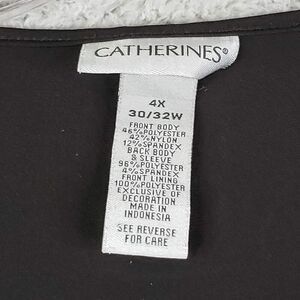 CATHERINES®
4X
30/32W
FRONT BODY
46%POLYESTER
42%NYLON
12%SPANDEX
BACK BODY
& SLEEVE
96%POLYESTER
4%SPANDEX
FRONT LINING
100%POLYESTER
EXCLUSIVE OF
DECORATION
MADE IN
INDONESIA
SEE REVERSE
FOR CARE